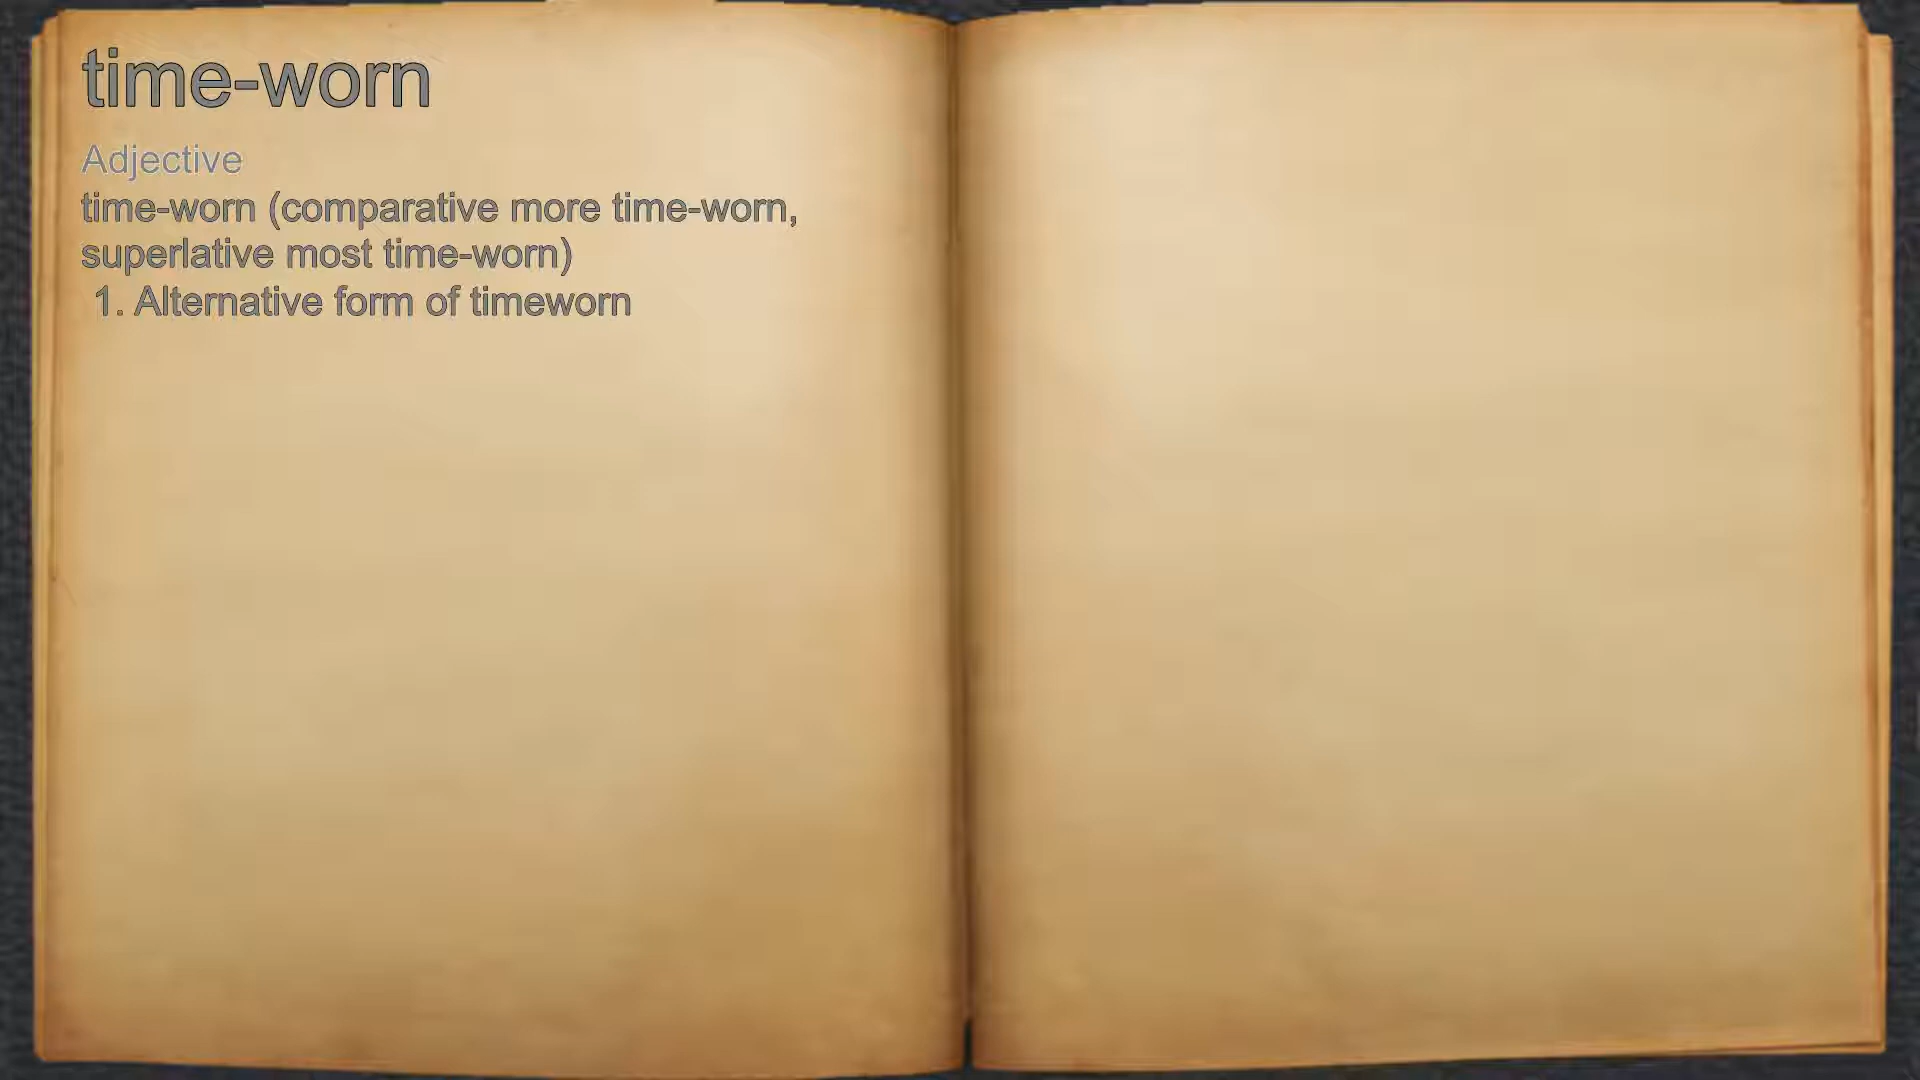 time-worn
Adjective
time-worn (comparative more time-worn,
superlative most time-worn)
1. Alternative form of timeworn